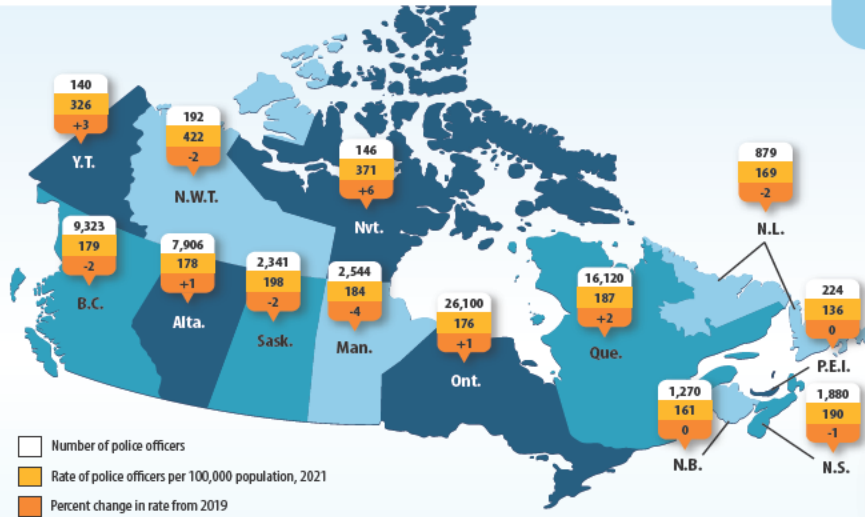 140
326
+3
Y.T.
192
422
-2
N.W.T.
146
371
+6
Nvt.
879
169
-2
N.L.
9,323
179
-2
B.C.
7,906
178
+1
Alta.
2,341
198
-2
Sask.
2,544
184
-4
Man.
26,100
176
+1
Ont.
16,120
187
+2
Que.
224
136
0
P.E.I.
1,270
161
0
N.B.
1,880
190
-1
N.S.
Number of police officers
Rate of police officers per 100,000 population, 2021
Percent change in rate from 2019